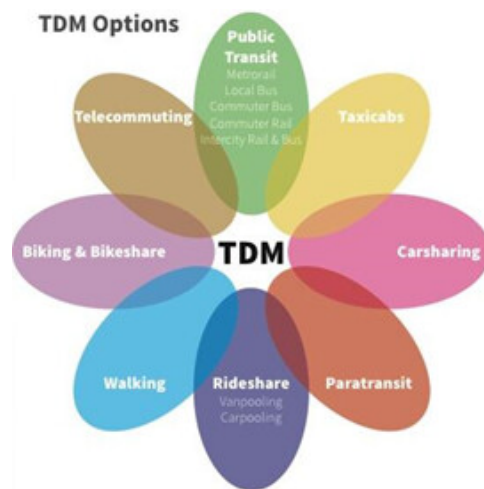 TDM Options
Public
Transit
Metrorail
Local Bus
Commuter Bus
Commuter Rail
Intercity Rail & Bus
Telecommuting
Taxicabs
Biking & Bikeshare
TDM
Carsharing
Walking
Rideshare
Vanpooling
Carpooling
Paratransit